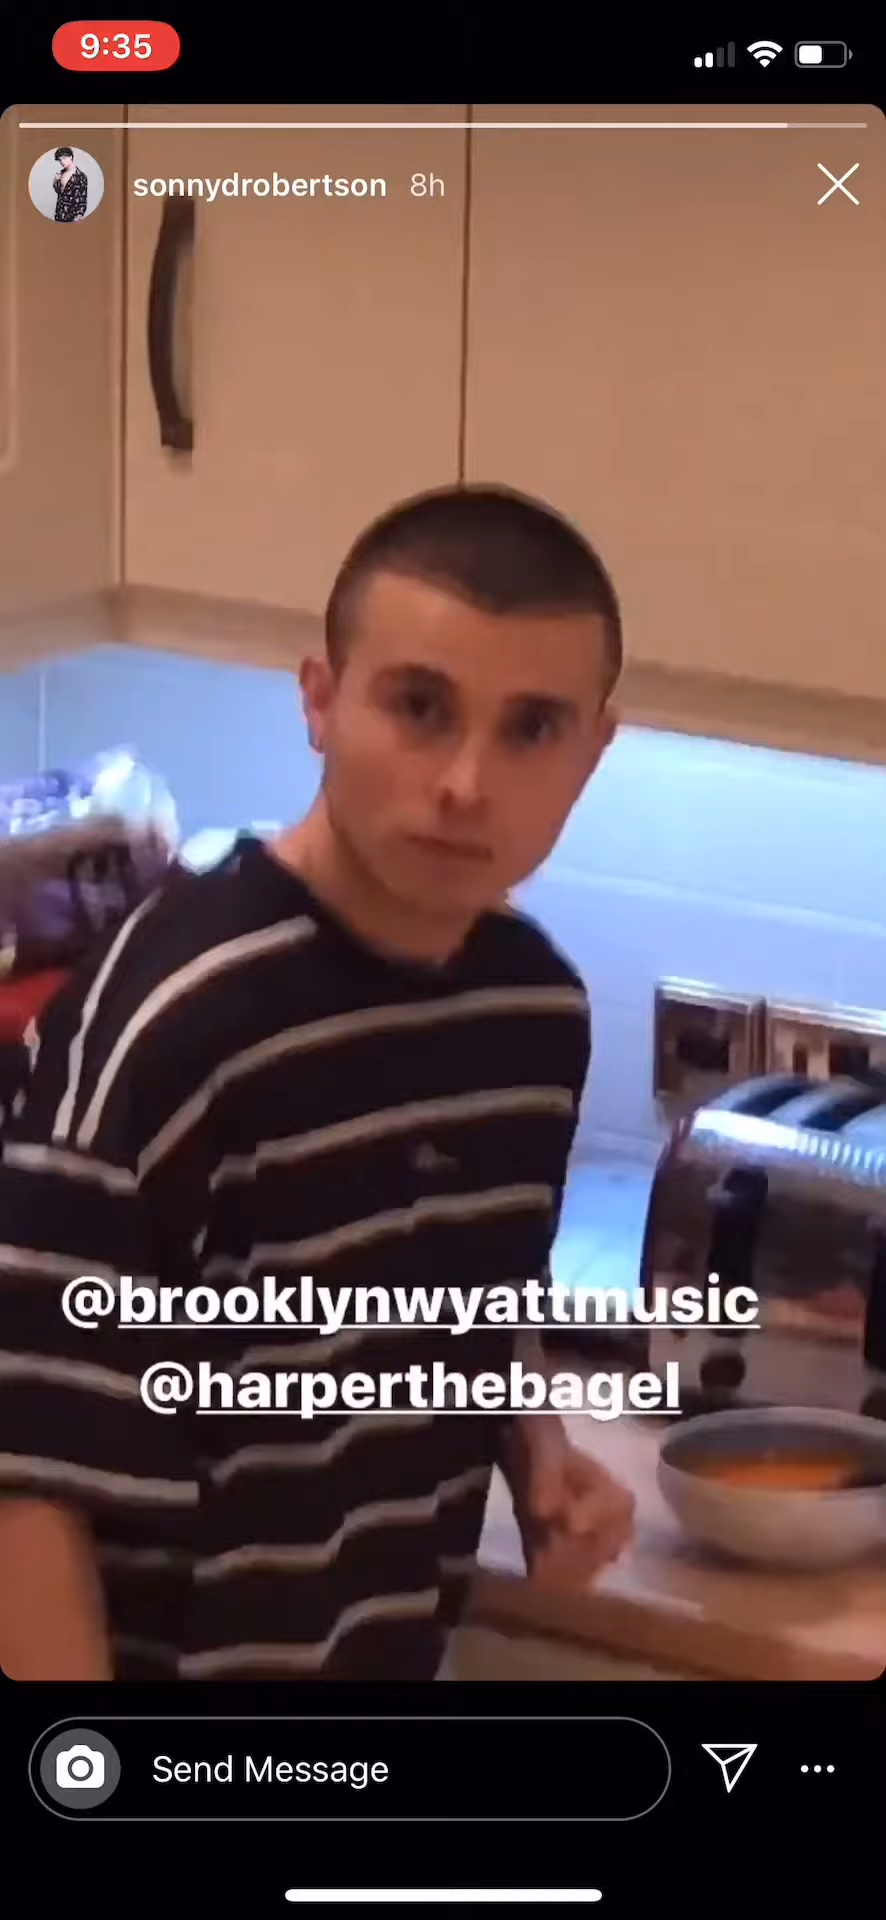 9:35
sonnydrobertson 8h
@brooklynwyattmusic
@harperthebagel
Send Message